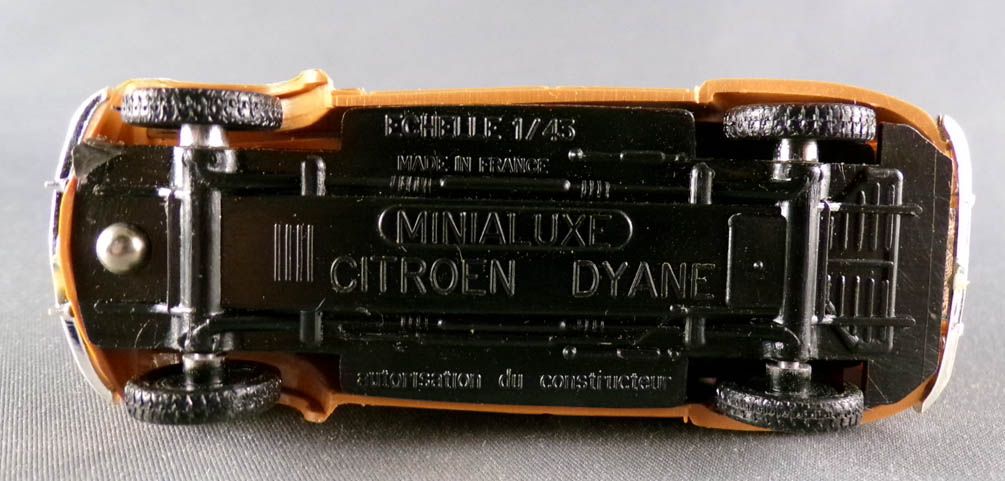 ECHELLE 1/43
MADE IN FRANCE
MINIALUXE
CITROEN DYANE
autorisation du constructeur